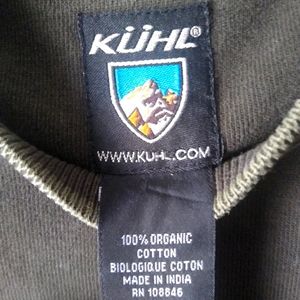 KÜHL®
WWW.KUHL.COM
100% ORGANIC
COTTON
BIOLOGIQUE COTON
MADE IN INDIA
RN 108846